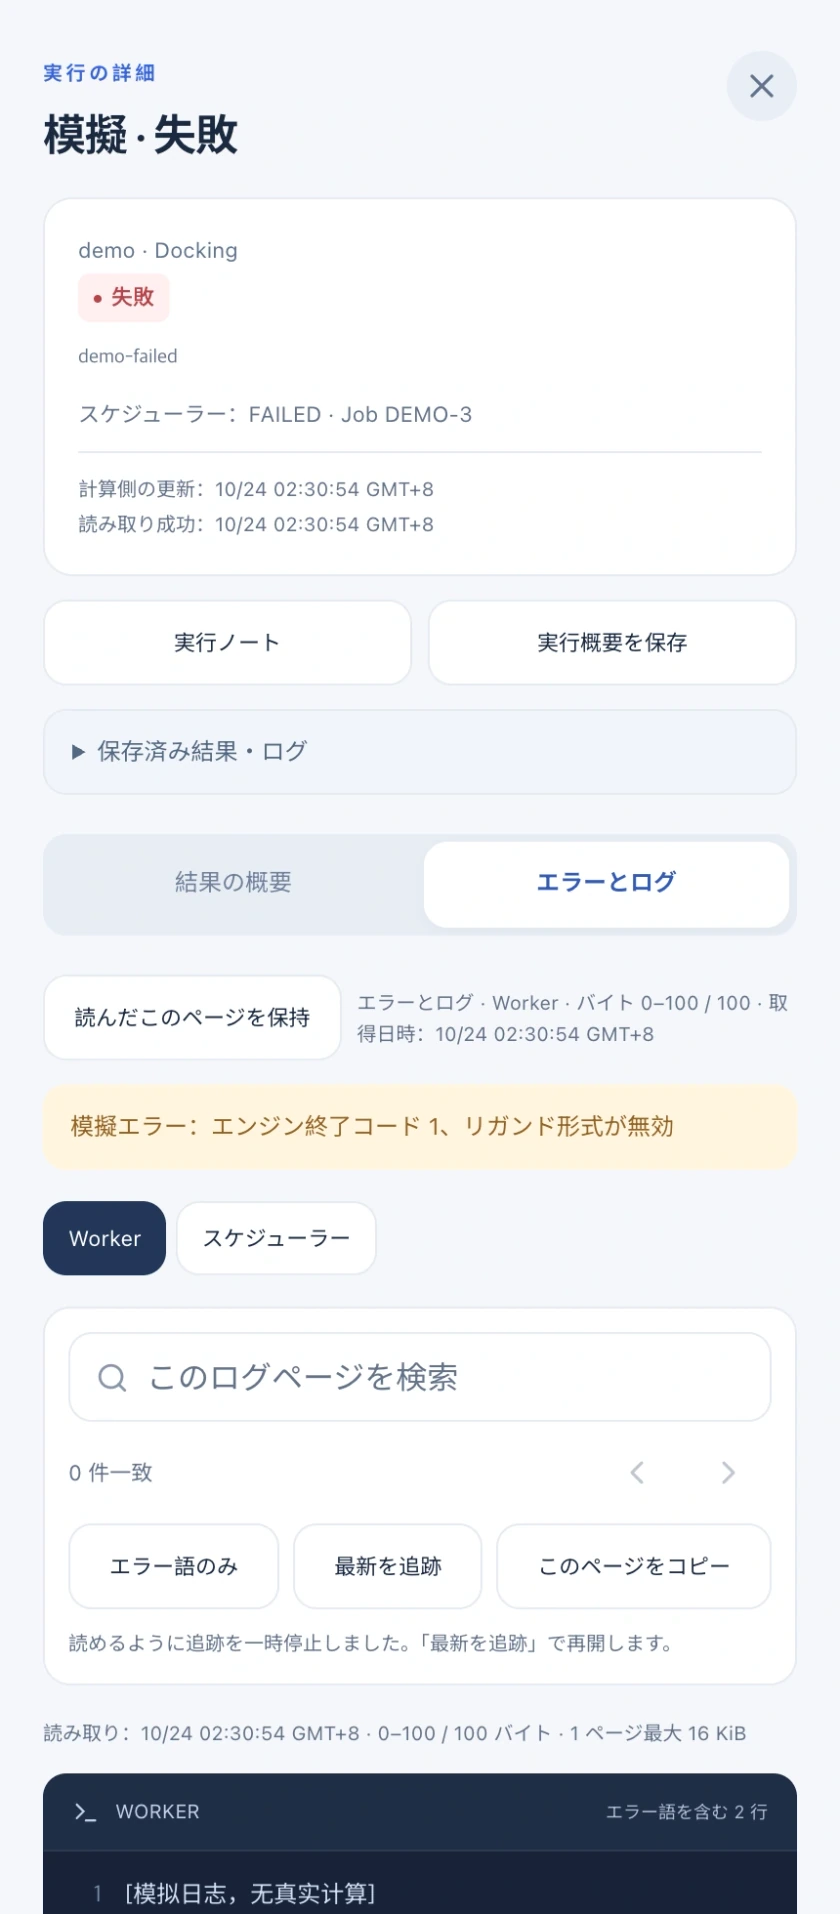 実行の詳細
模擬 · 失敗
demo · Docking
• 失敗
demo-failed
スケジューラー：FAILED · Job DEMO-3
計算側の更新：10/24 02:30:54 GMT+8
読み取り成功：10/24 02:30:54 GMT+8
実行ノート
実行概要を保存
▶ 保存済み結果・ログ
結果の概要
エラーとログ
読んだこのページを保持
エラーとログ · Worker · バイト 0–100 / 100 · 取
得日時：10/24 02:30:54 GMT+8
模擬エラー：エンジン終了コード 1、リガンド形式が無効
Worker
スケジューラー
このログページを検索
0 件一致
エラー語のみ
最新を追跡
このページをコピー
読めるように追跡を一時停止しました。「最新を追跡」で再開します。
読み取り：10/24 02:30:54 GMT+8 · 0–100 / 100 バイト · 1 ページ最大 16 KiB
WORKER
エラー語を含む 2 行
1 [模拟日志，无真实计算]